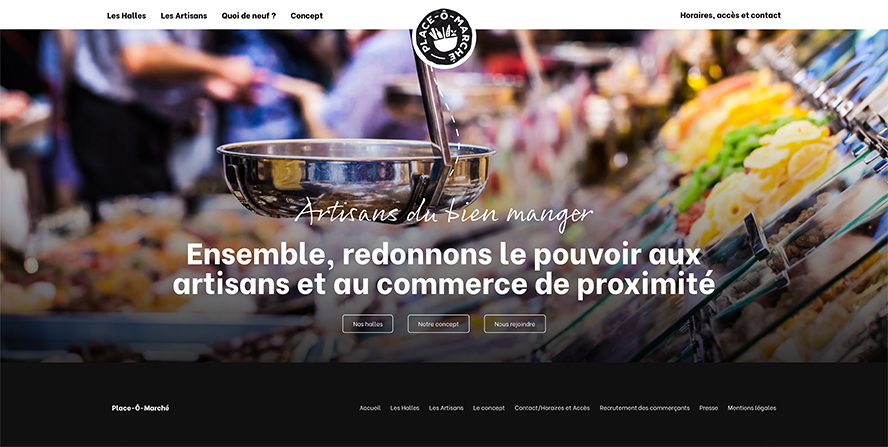 Les Halles Les Artisans Quoi de neuf ? Concept
PLACE-Ô-MARCHÉ
Horaires, accès et contact
Artisans du bien manger
Ensemble, redonnons le pouvoir aux
artisans et au commerce de proximité
Nos halles Notre concept Nous rejoindre
Place-Ô-Marché
Accueil Les Halles Les Artisans Le concept Contact/Horaires et Accès Recrutement des commerçants Presse Mentions légales